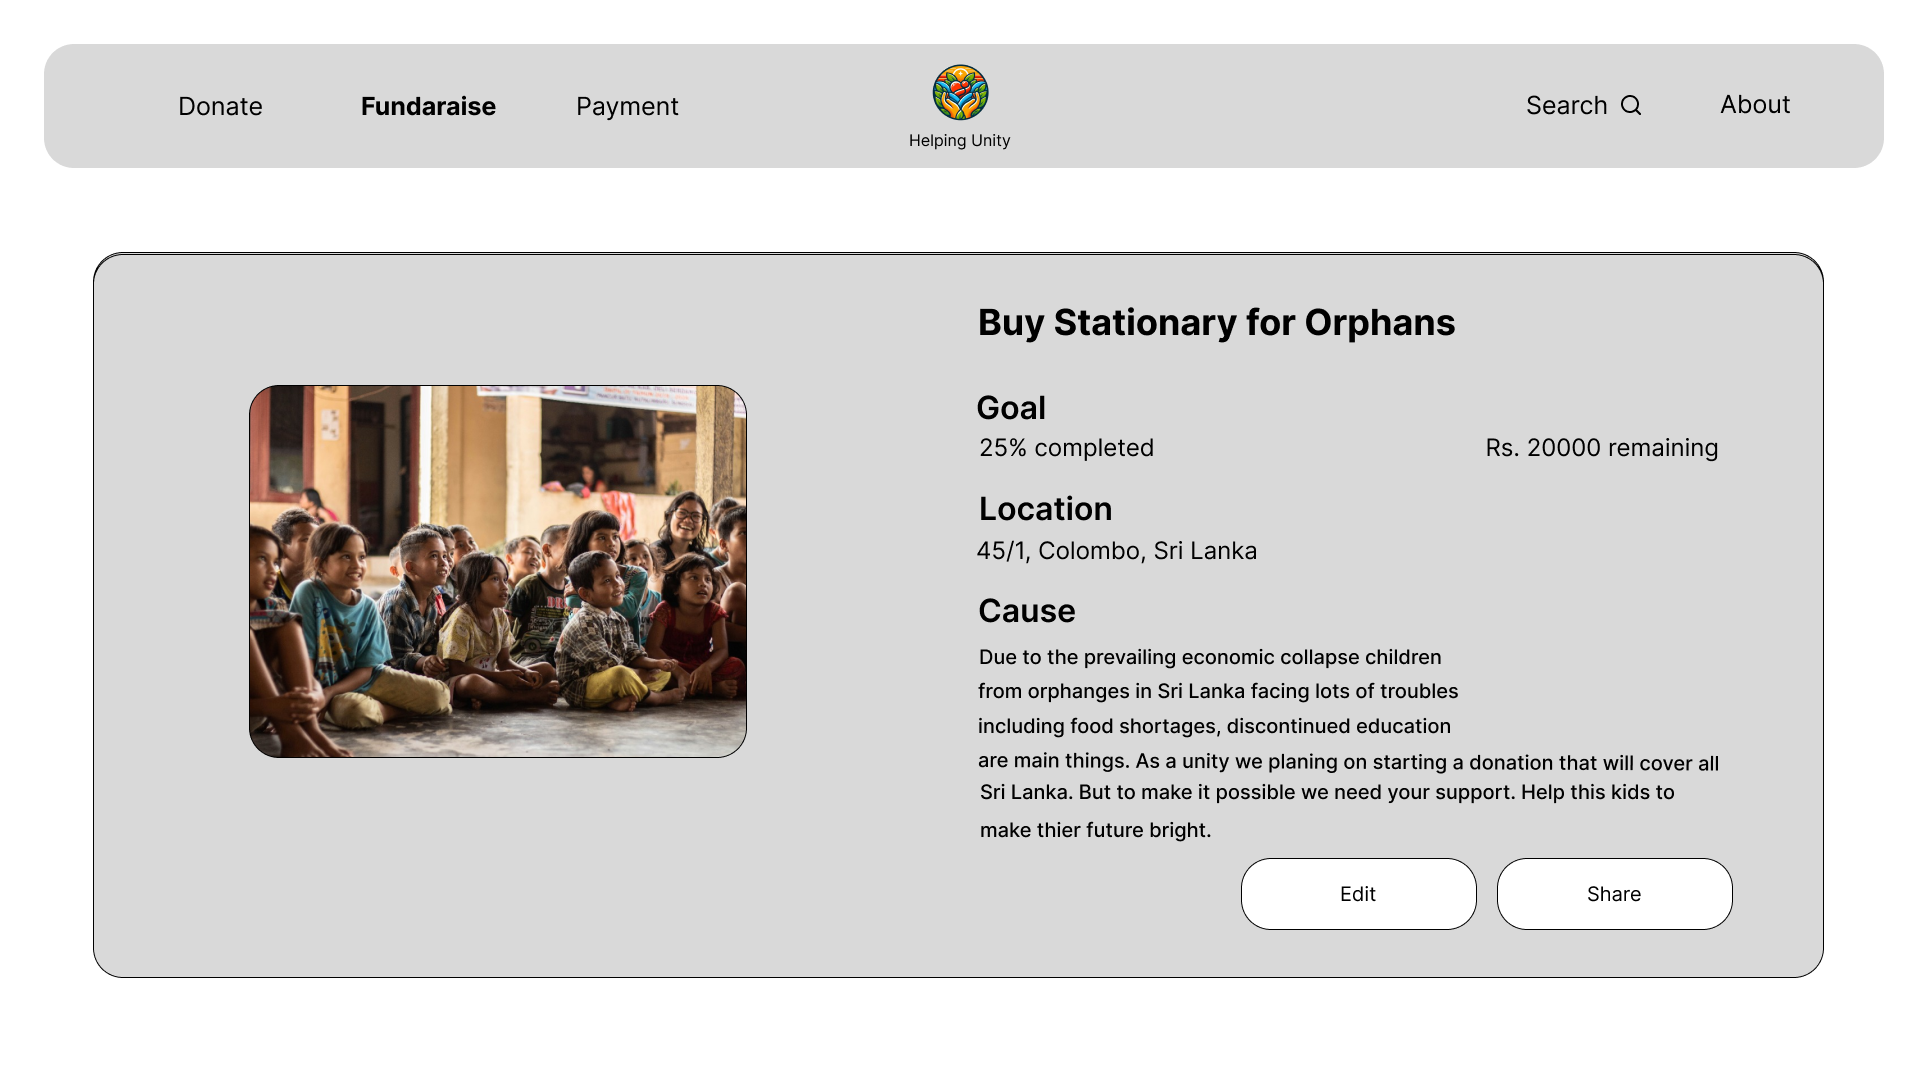 Donate
Fundaraise
Payment
Helping Unity
Search
About
Buy Stationary for Orphans
Goal
25% completed
Rs. 20000 remaining
Location
45/1, Colombo, Sri Lanka
Cause
Due to the prevailing economic collapse children
from orphanges in Sri Lanka facing lots of troubles
including food shortages, discontinued education
are main things. As a unity we planing on starting a donation that will cover all
Sri Lanka. But to make it possible we need your support. Help this kids to
make thier future bright.
Edit
Share